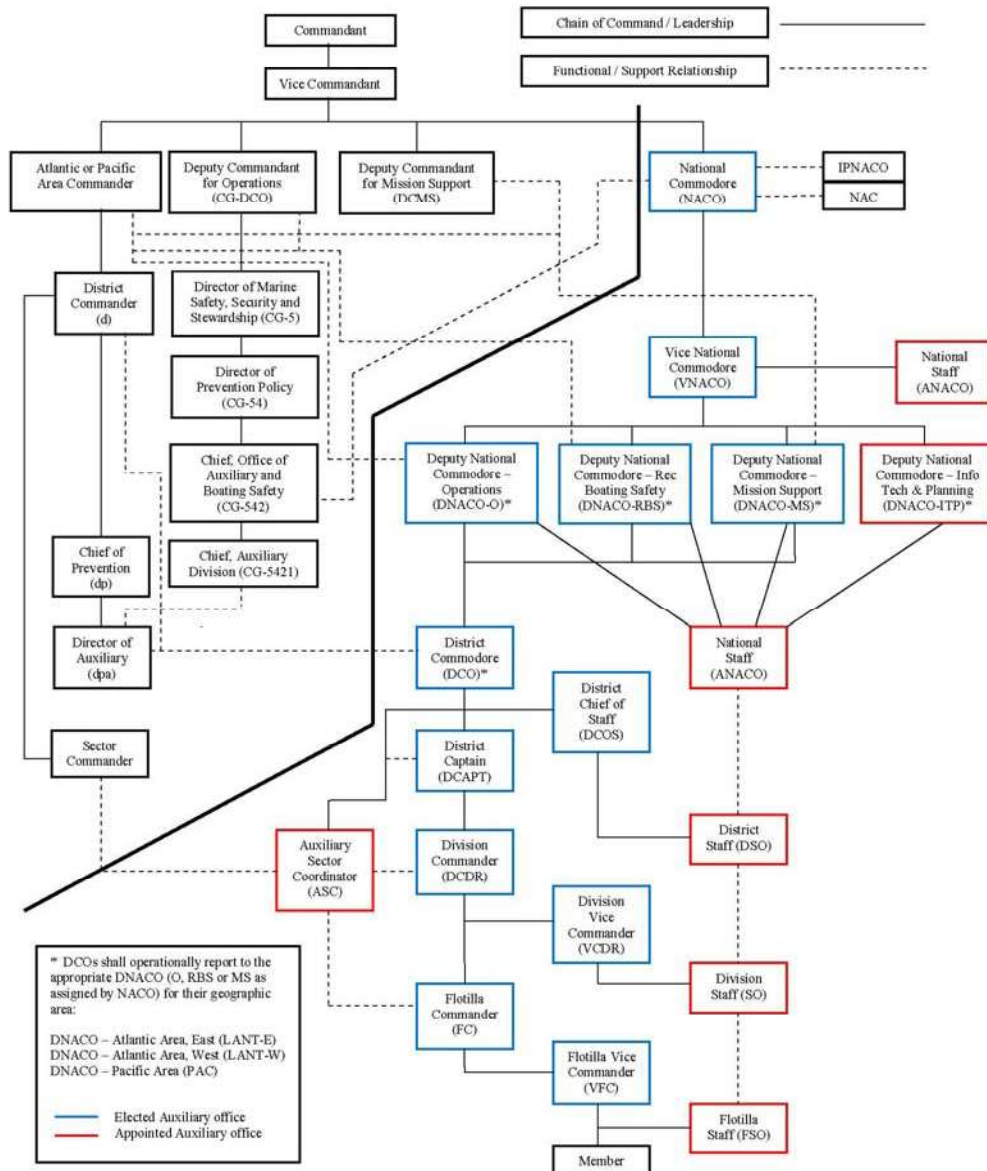 Commandant
Vice Commandant
Chain of Command / Leadership
Functional / Support Relationship
Atlantic or Pacific
Area Commander
Deputy Commandant
for Operations
(CG-DCO)
Deputy Commandant
for Mission Support
(DCMS)
National
Commodore
(NACO)
IPNACO
NAC
District
Commander
(d)
Director of Marine
Safety, Security and
Stewardship (CG-5)
Director of
Prevention Policy
(CG-54)
Vice National
Commodore
(VNACO)
National
Staff
(ANACO)
Chief, Office of
Auxiliary and
Boating Safety
(CG-542)
Deputy National
Commodore –
Operations
(DNACO-O)*
Deputy National
Commodore – Rec
Boating Safety
(DNACO-RBS)*
Deputy National
Commodore –
Mission Support
(DNACO-MS)*
Deputy National
Commodore – Info
Tech & Planning
(DNACO-ITP)*
Chief of
Prevention
(dp)
Chief, Auxiliary
Division (CG-5421)
Director of
Auxiliary
(dpa)
District
Commodore
(DCO)*
National
Staff
(ANACO)
District
Chief of
Staff
(DCOS)
Sector
Commander
District
Captain
(DCAPT)
Auxiliary
Sector
Coordinator
(ASC)
Division
Commander
(DCDR)
District
Staff (DSO)
Division
Vice
Commander
(VCDR)
Division
Staff (SO)
Flotilla
Commander
(FC)
Flotilla Vice
Commander
(VFC)
Flotilla
Staff (FSO)
Member
* DCOs shall operationally report to the
appropriate DNACO (O, RBS or MS as
assigned by NACO) for their geographic
area:
DNACO – Atlantic Area, East (LANT-E)
DNACO – Atlantic Area, West (LANT-W)
DNACO – Pacific Area (PAC)
Elected Auxiliary office
Appointed Auxiliary office